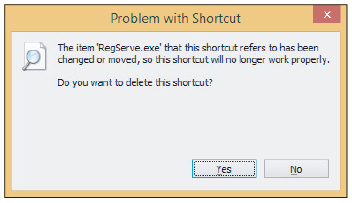 Problem with Shortcut
x
The item 'RegServe.exe' that this shortcut refers to has been
changed or moved, so this shortcut will no longer work properly.
Do you want to delete this shortcut?
Yes
No